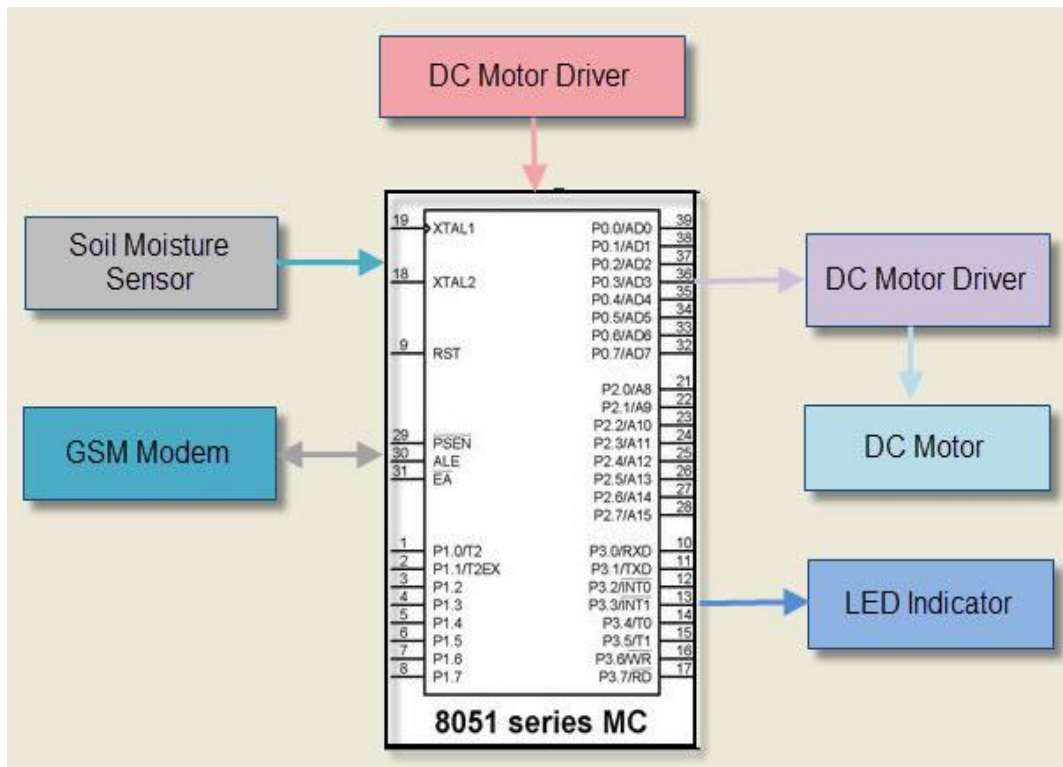 DC Motor Driver
Soil Moisture
Sensor
GSM Modem
19
XTAL1
18
XTAL2
9
RST
29
PSEN
30
ALE
31
EA
1
P1.0/T2
2
P1.1/T2EX
3
P1.2
4
P1.3
5
P1.4
6
P1.5
7
P1.6
8
P1.7
P0.0/AD0
39
P0.1/AD1
38
P0.2/AD2
37
P0.3/AD3
36
P0.4/AD4
35
P0.5/AD5
34
P0.6/AD6
33
P0.7/AD7
32
P2.0/A8
21
P2.1/A9
22
P2.2/A10
23
P2.3/A11
24
P2.4/A12
25
P2.5/A13
26
P2.6/A14
27
P2.7/A15
28
P3.0/RXD
10
P3.1/TXD
11
P3.2/INT0
12
P3.3/INT1
13
P3.4/T0
14
P3.5/T1
15
P3.6/WR
16
P3.7/RD
17
8051 series MC
DC Motor Driver
DC Motor
LED Indicator